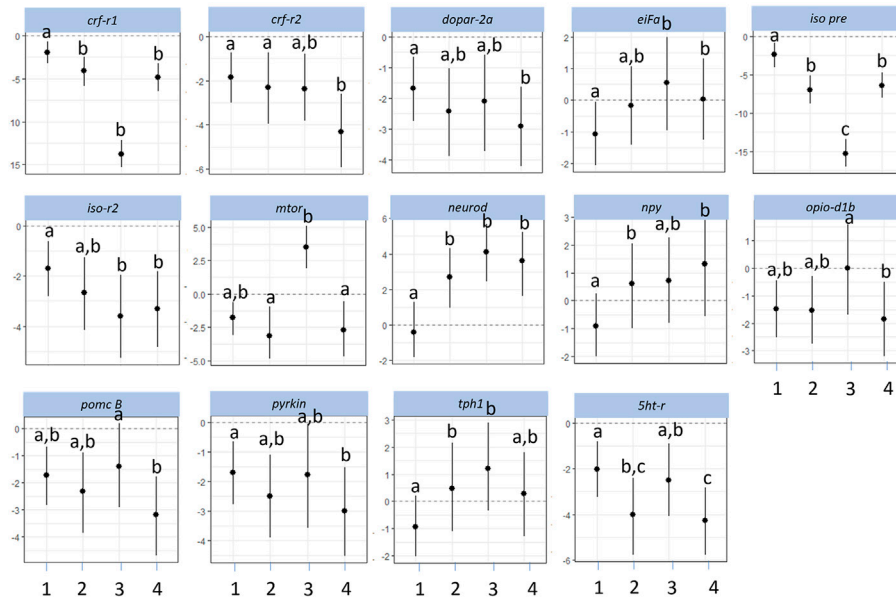 crf-r1
crf-r2
dopar-2a
eiFa
iso pre
0
-5
10
15
a
b
b
b
0
-2
-4
-6
a
a
a,b
b
0
-1
-2
-3
-4
a
a,b
a,b
b
2
1
0
-1
-2
a
a,b
b
b
0
-5
-10
-15
a
b
c
b
iso-r2
mtor
neurod
npy
opio-d1b
0
-2
-4
a
a,b
b
b
5.0
2.5
0.0
-2.5
-5.0
a,b
a
b
a
6
4
2
0
-2
a
b
b
b
3
2
1
0
-1
-2
a
b
a,b
b
1
0
-1
-2
-3
a,b
a,b
a
b
1 2 3 4
pomc B
pyrkin
tph1
5ht-r
0
-2
-4
a,b
a,b
a
b
0
-1
-2
-3
-4
a
a,b
a,b
b
3
2
1
0
-1
-2
a
b
b
a,b
0
-2
-4
-6
a
b,c
a,b
c
1 2 3 4
1 2 3 4
1 2 3 4
1 2 3 4